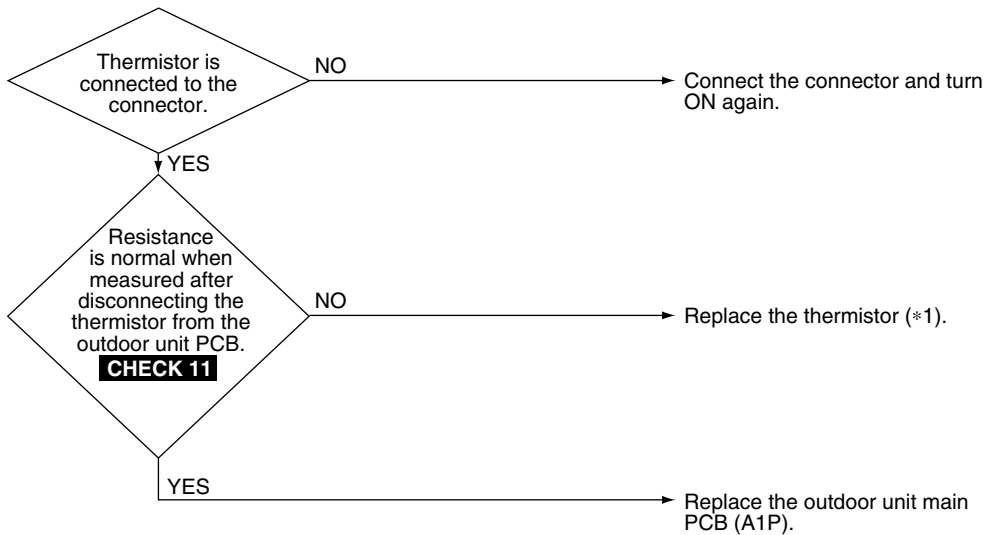 Thermistor is
connected to the
connector.
NO
Connect the connector and turn
ON again.
YES
Resistance
is normal when
measured after
disconnecting the
thermistor from the
outdoor unit PCB.
CHECK 11
NO
Replace the thermistor (*1).
YES
Replace the outdoor unit main
PCB (A1P).